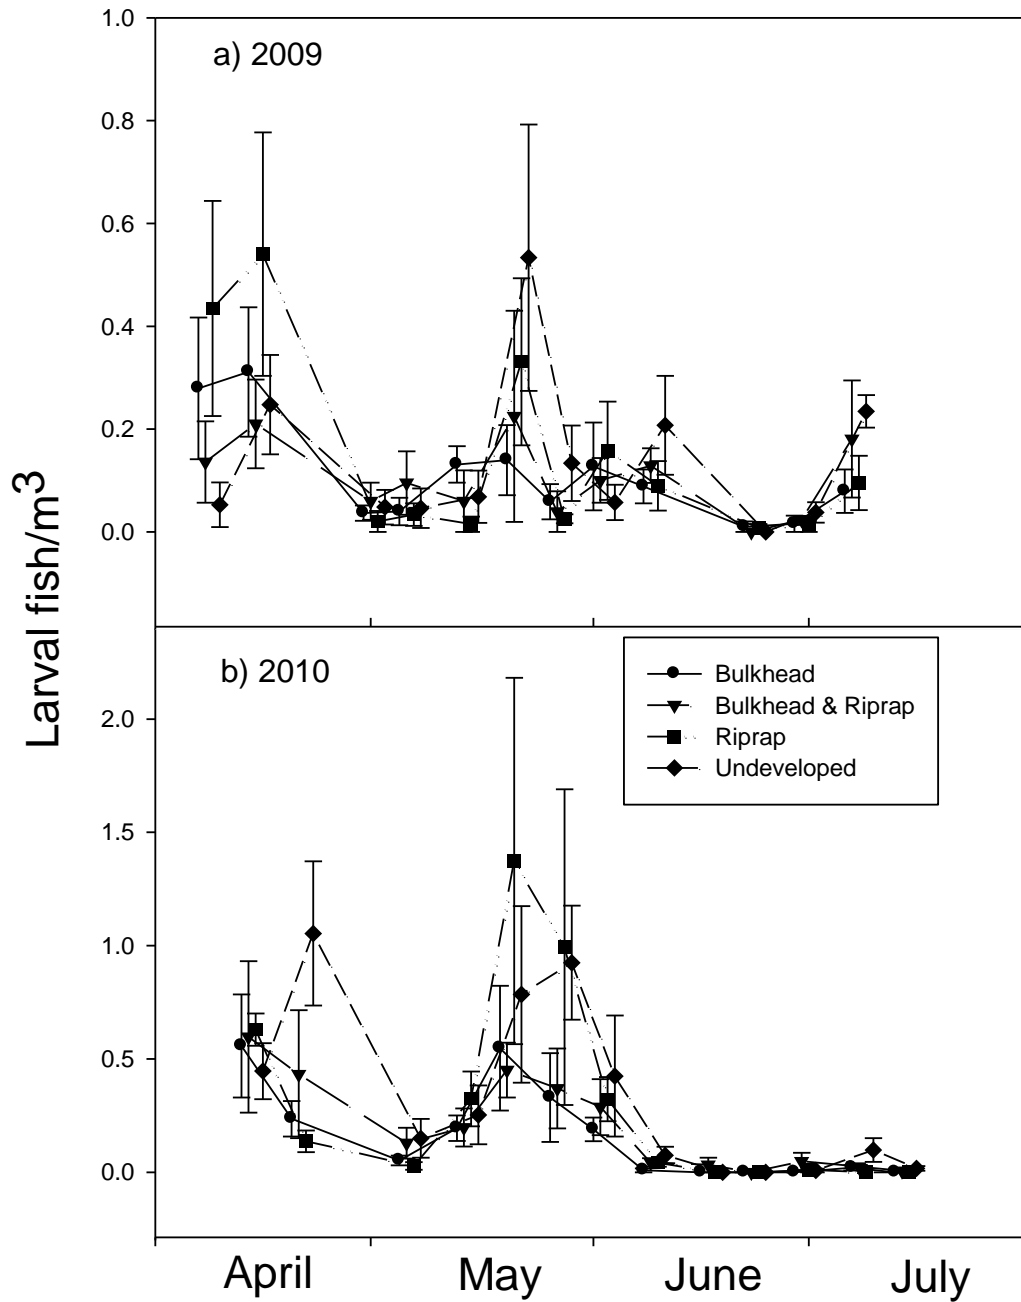 1.0
a) 2009
0.8
0.6
0.4
0.2
0.0
Larval fish/m³
b) 2010
Bulkhead
Bulkhead & Riprap
Riprap
Undeveloped
2.0
1.5
1.0
0.5
0.0
April May June July